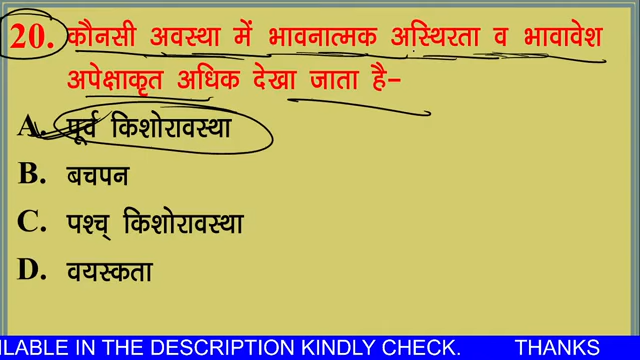 20. कौनसी अवस्था में भावनात्मक अस्थिरता व भावावेश
अपेक्षाकृत अधिक देखा जाता है-
A. पूर्व किशोरावस्था
B. बचपन
C. पश्च् किशोरावस्था
D. वयस्कता
ILABLE IN THE DESCRIPTION KINDLY CHECK. THANKS